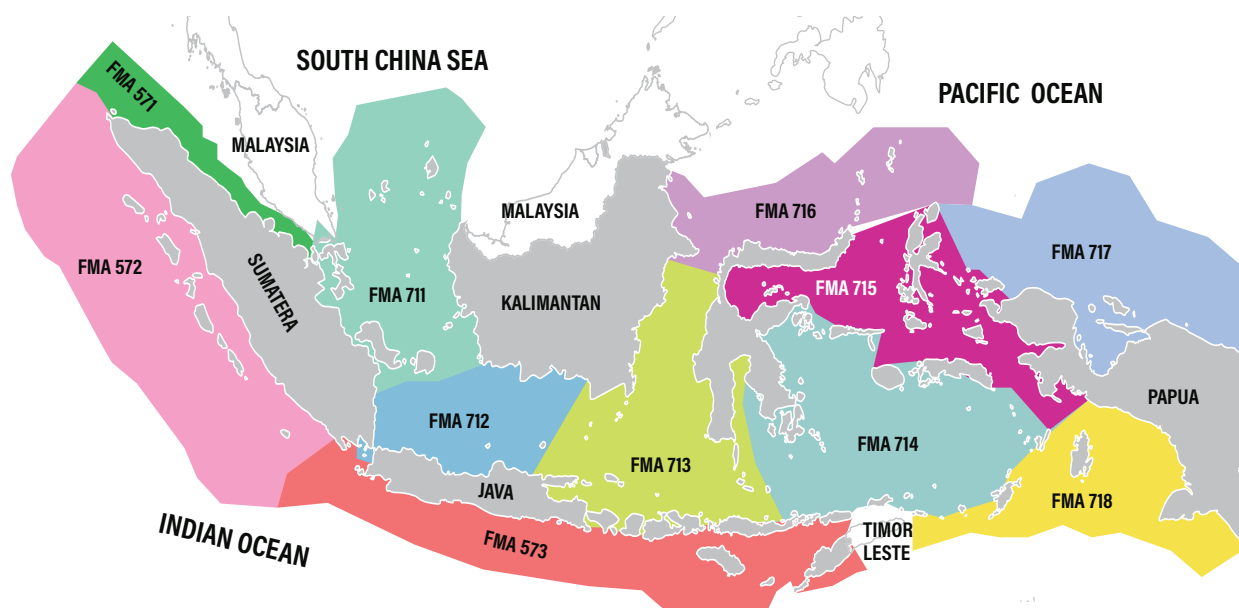 SOUTH CHINA SEA
PACIFIC OCEAN
FMA 571
MALAYSIA
MALAYSIA
FMA 716
FMA 717
FMA 572
SUMATERA
FMA 711
KALIMANTAN
FMA 715
PAPUA
FMA 712
FMA 713
FMA 714
JAVA
FMA 718
INDIAN OCEAN
FMA 573
TIMOR
LESTE